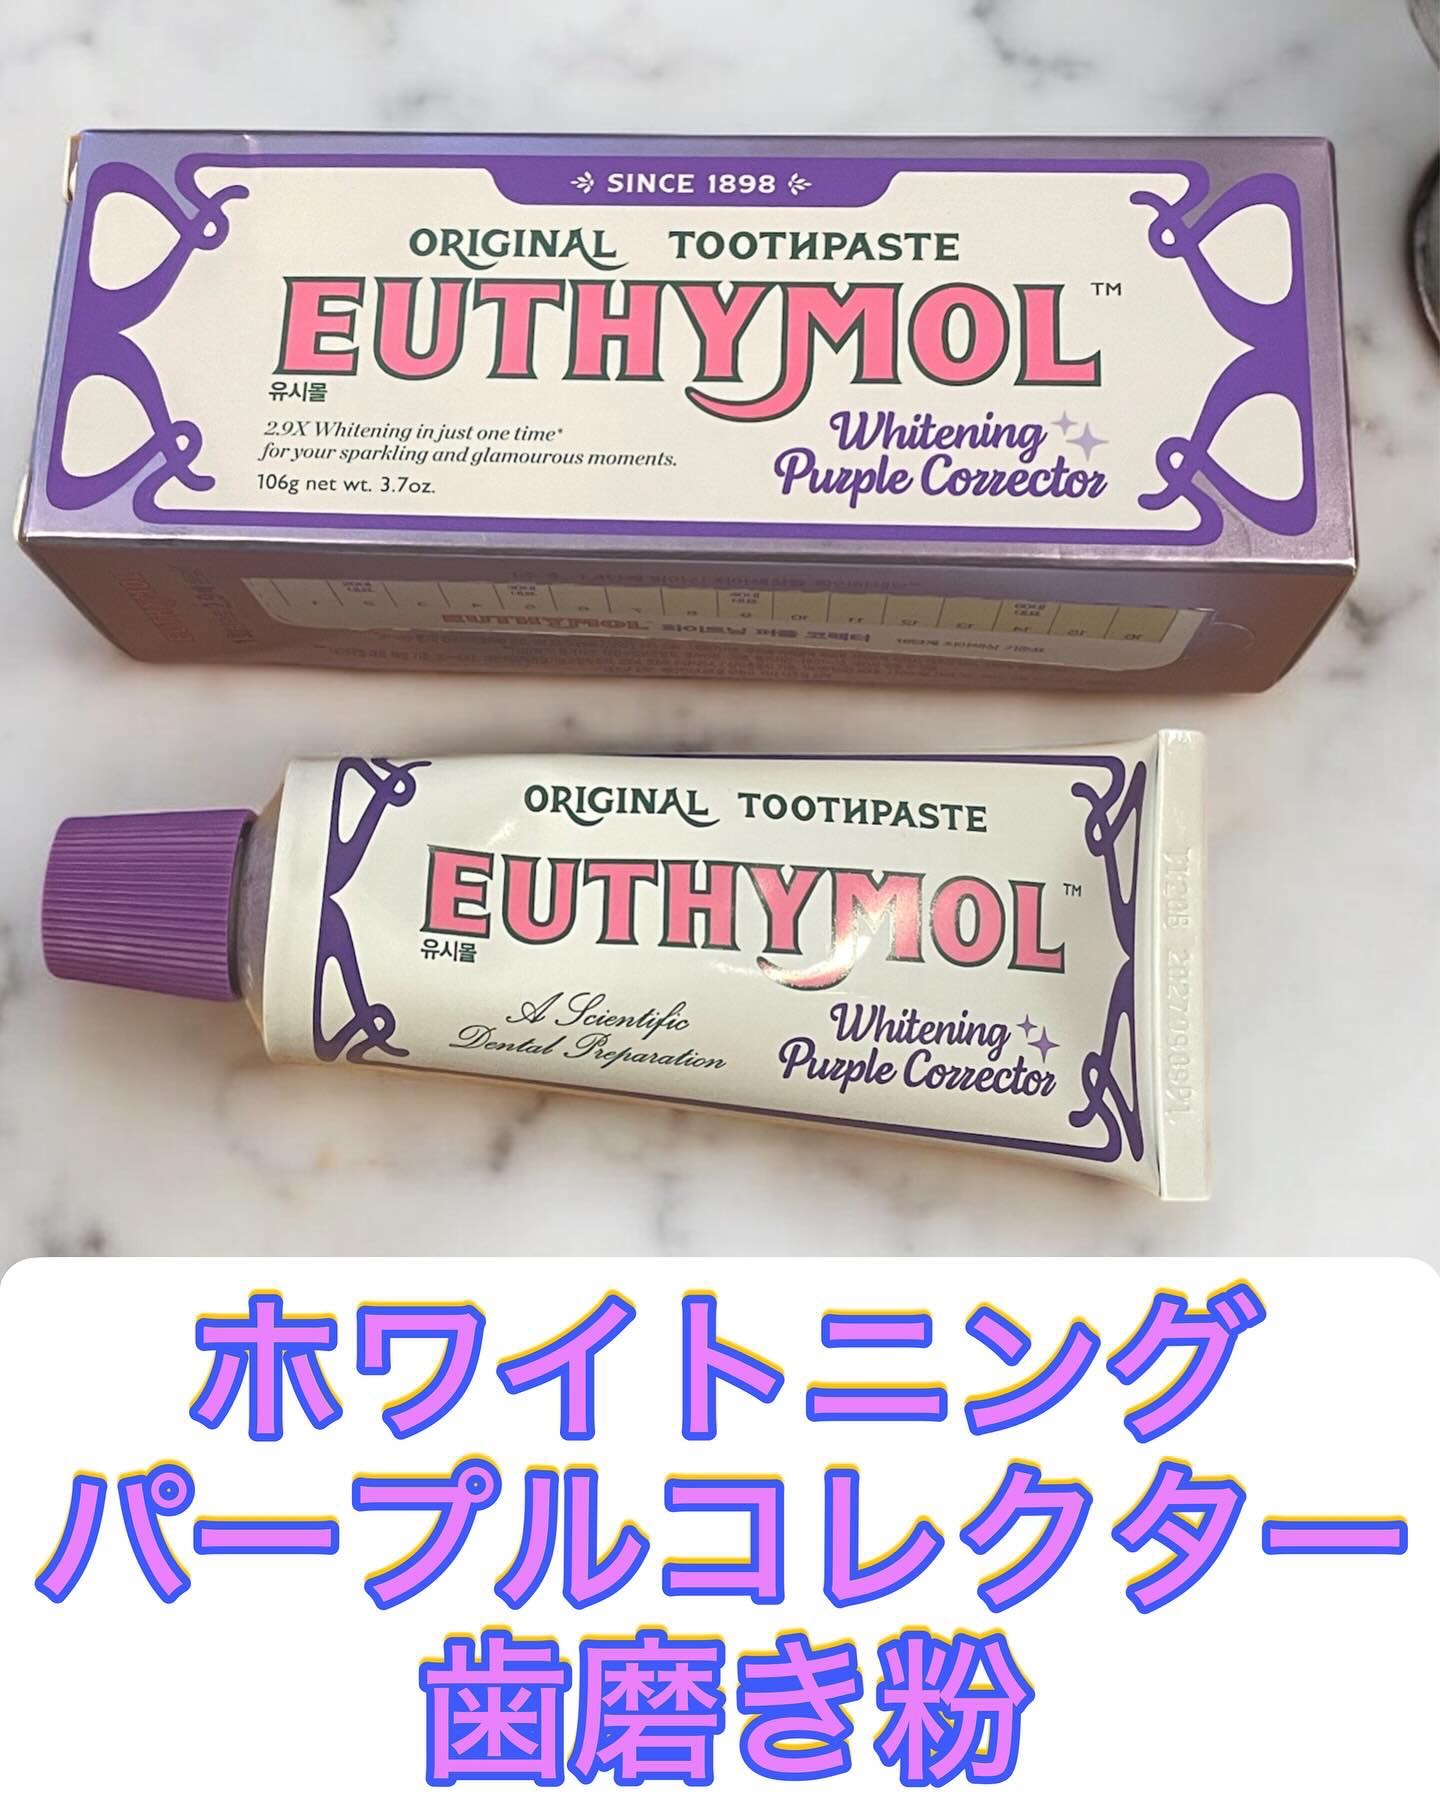 SINCE 1898
ORIGINAL TOOTHPASTE
EUTHYMOL™
유시몰
2.9X Whitening in just one time*
for your sparkling and glamourous moments.
106g net wt. 3.7oz.
Whitening
Purple Corrector
ORIGINAL TOOTHPASTE
EUTHYMOL™
유시몰
A Scientific
Dental Preparation
Whitening
Purple Corrector
ホワイトニング
パープルコレクター
歯磨き粉